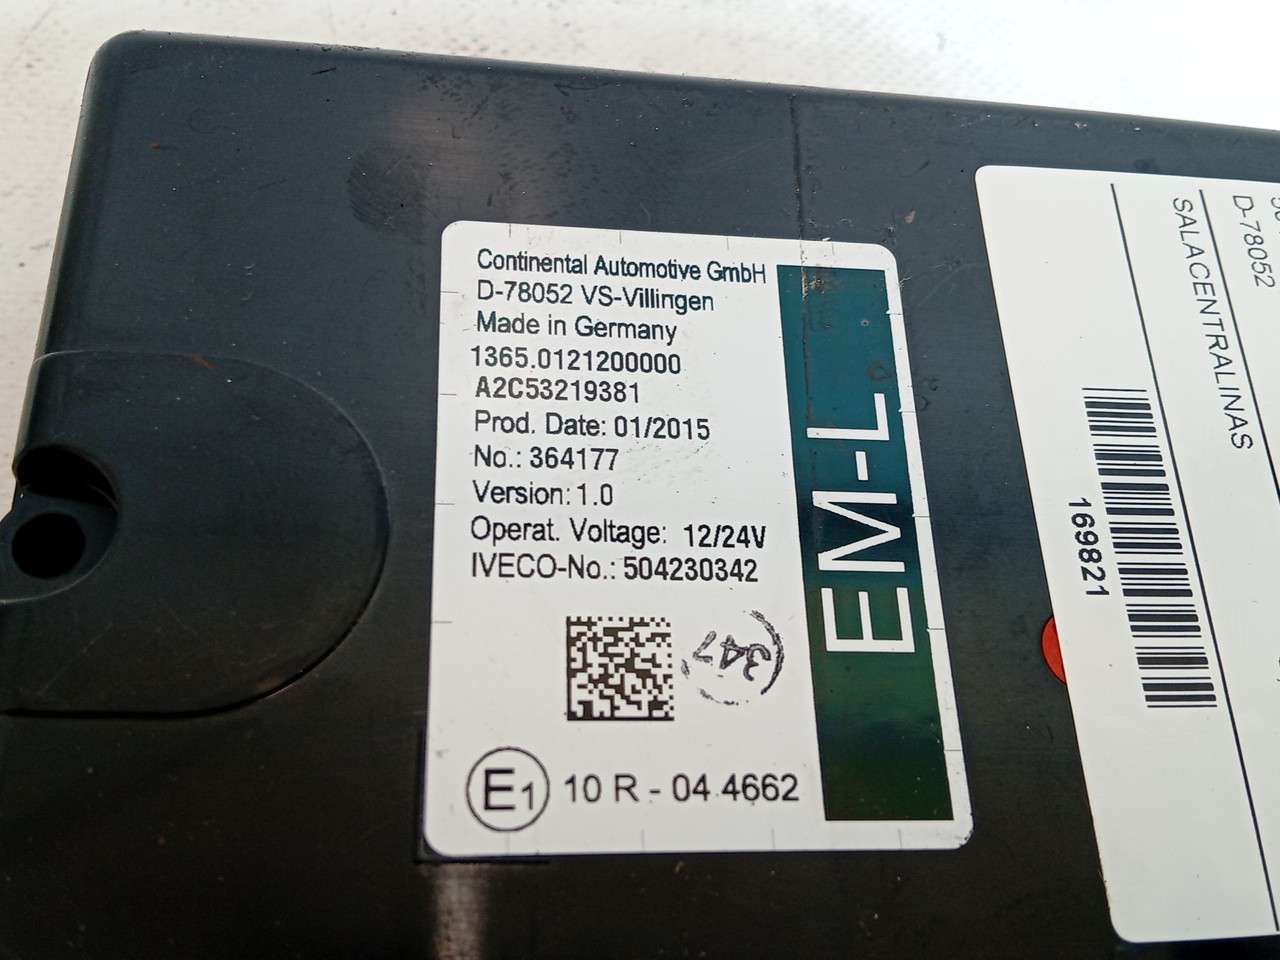 Continental Automotive GmbH
D-78052 VS-Villingen
Made in Germany
1365.0121200000
A2C53219381
Prod. Date: 01/2015
No.: 364177
Version: 1.0
Operat. Voltage: 12/24V
IVECO-No.: 504230342
347
E1 10 R - 04 4662
EM-L
D-78052
SALACENTRALINAS
169821